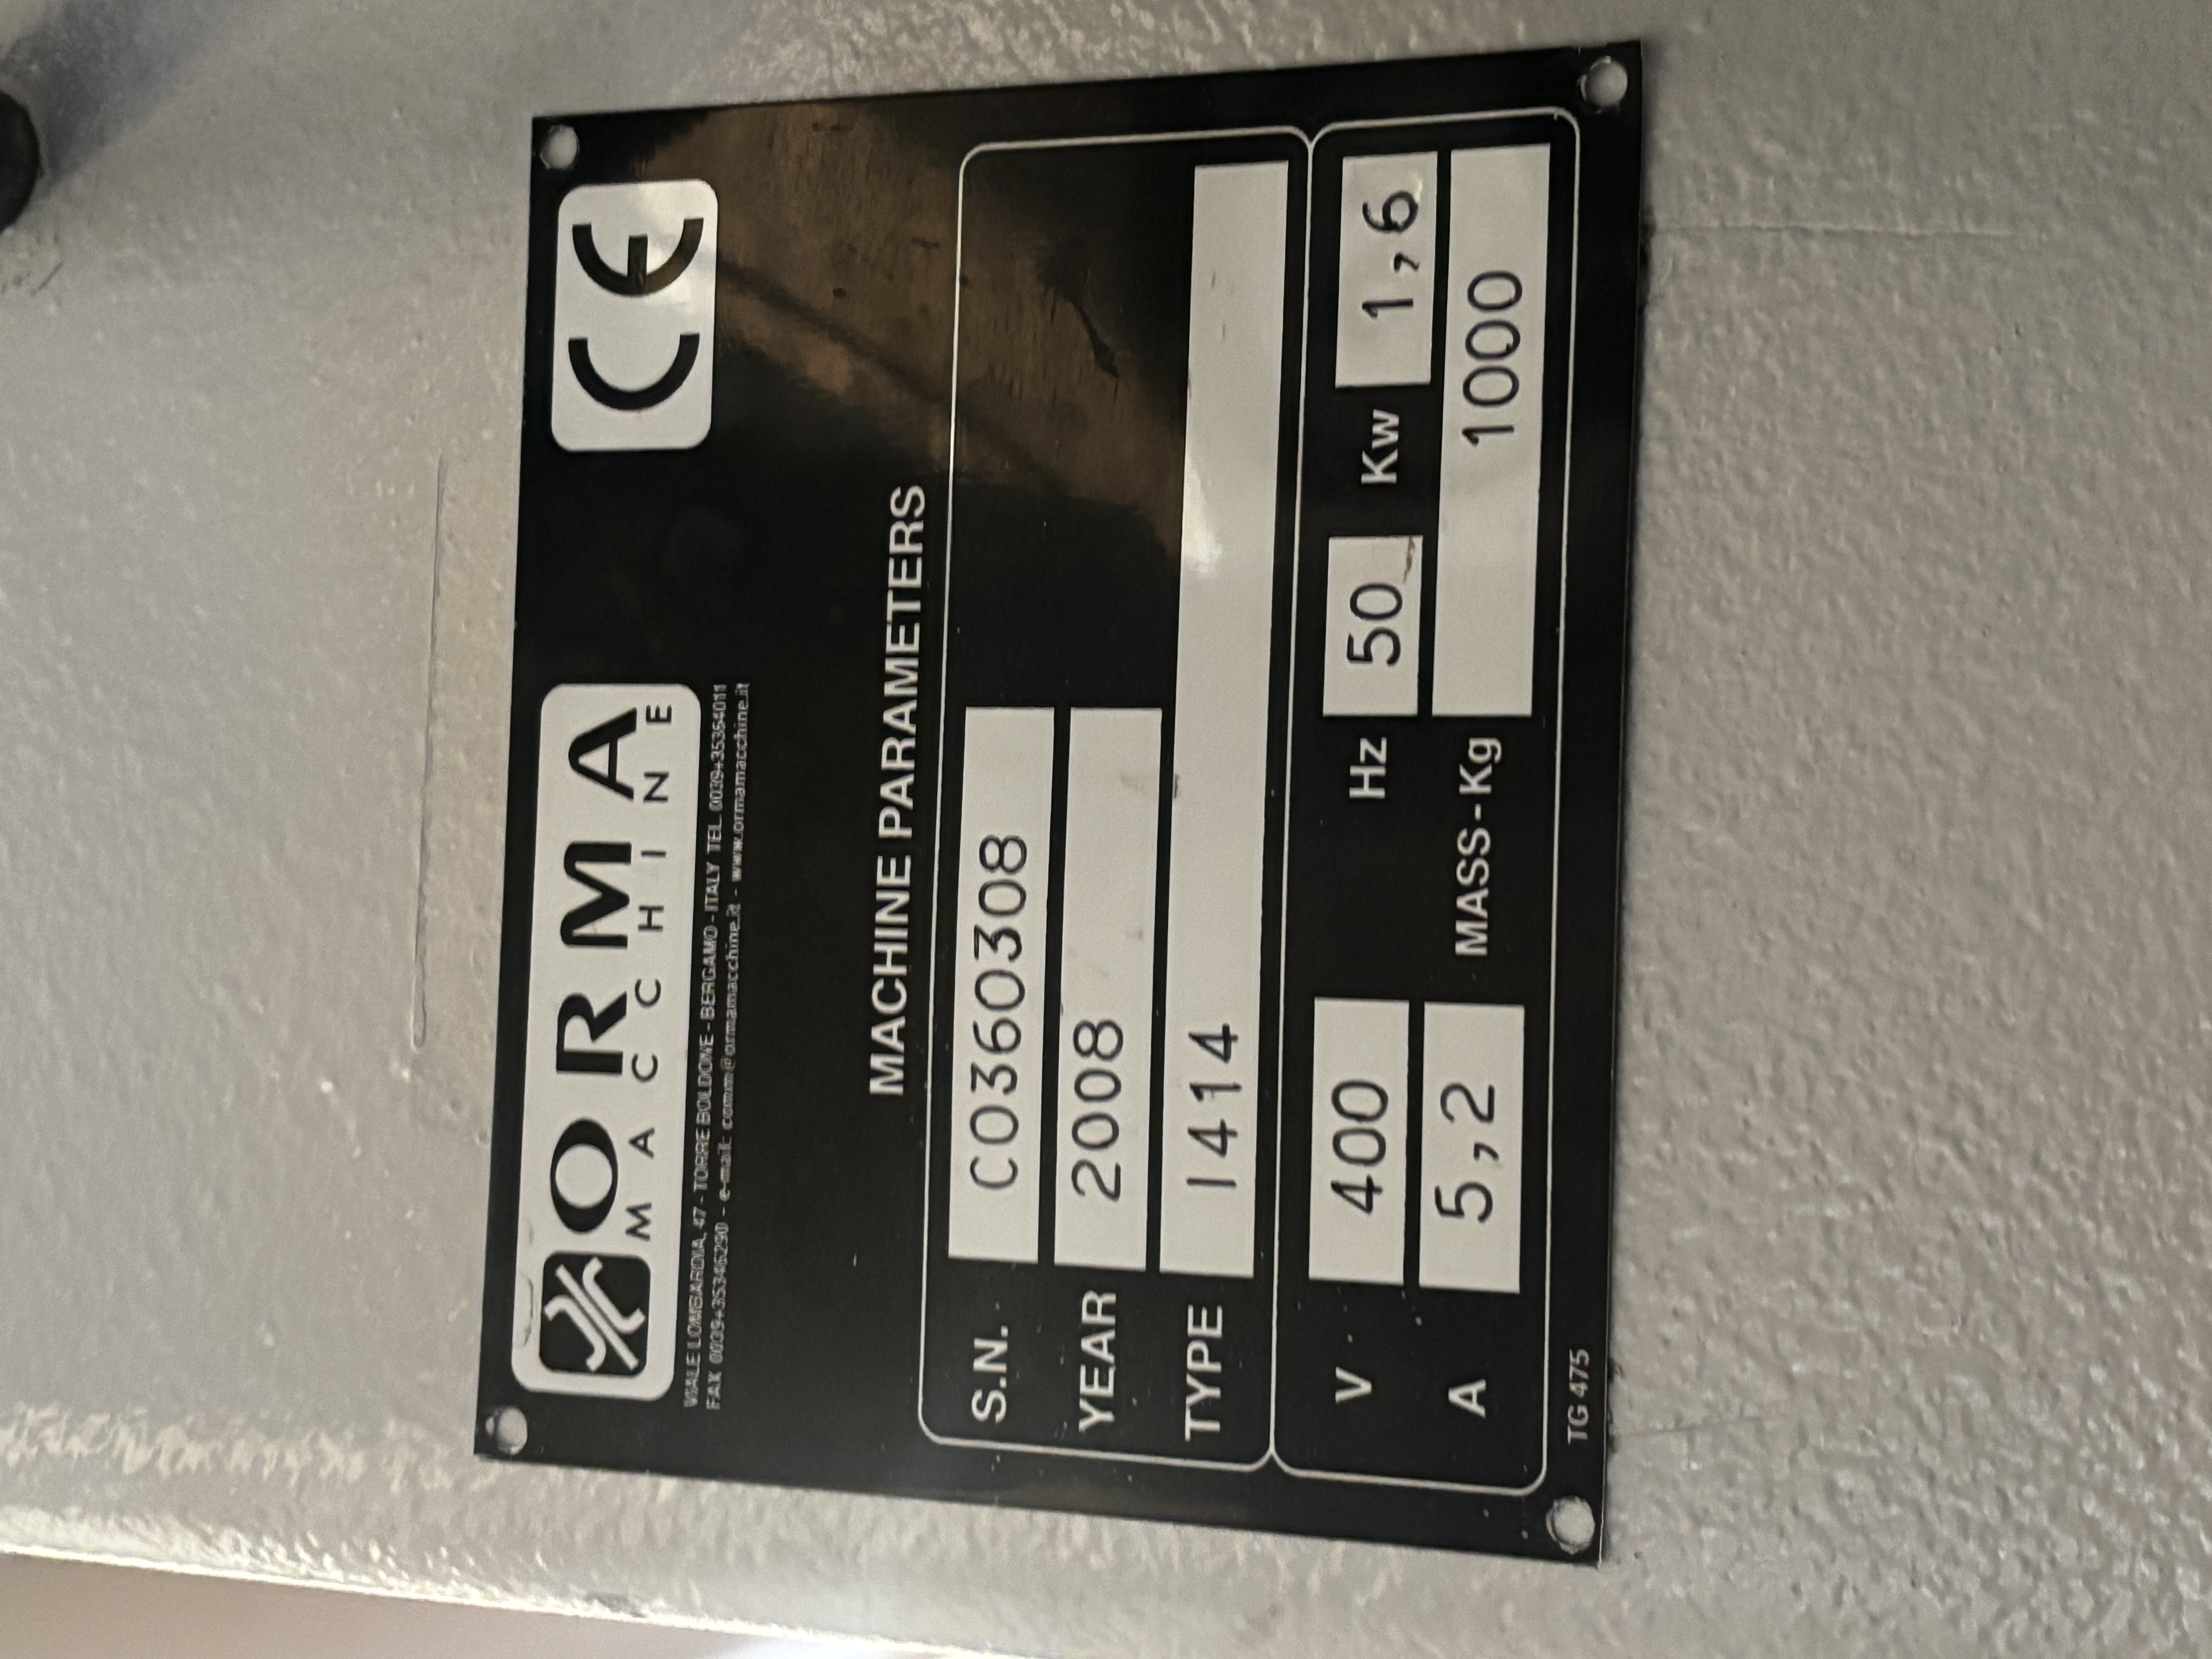 ORMA
MACCHINE
CE
VIALE LOMBARDIA, 47 - TORRE BOLDONE - BERGAMO - ITALY TEL. 0039+35364011
FAX 0039+35346290 - e-mail: comm@ormamacchine.it - www.ormamacchine.it
MACHINE PARAMETERS
S.N. C0360308
YEAR 2008
TYPE 1414
V 400 Hz 50 Kw 1,6
A 5,2 MASS-Kg 1000
TG 475